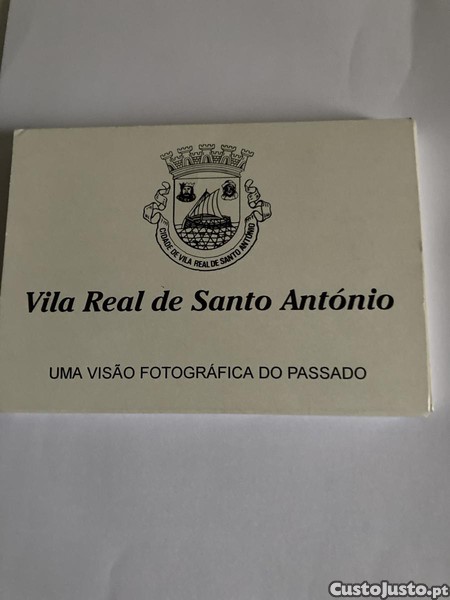 CIDADE DE VILA REAL DE SANTO ANTÓNIO
Vila Real de Santo António
UMA VISÃO FOTOGRÁFICA DO PASSADO
CustoJusto.pt